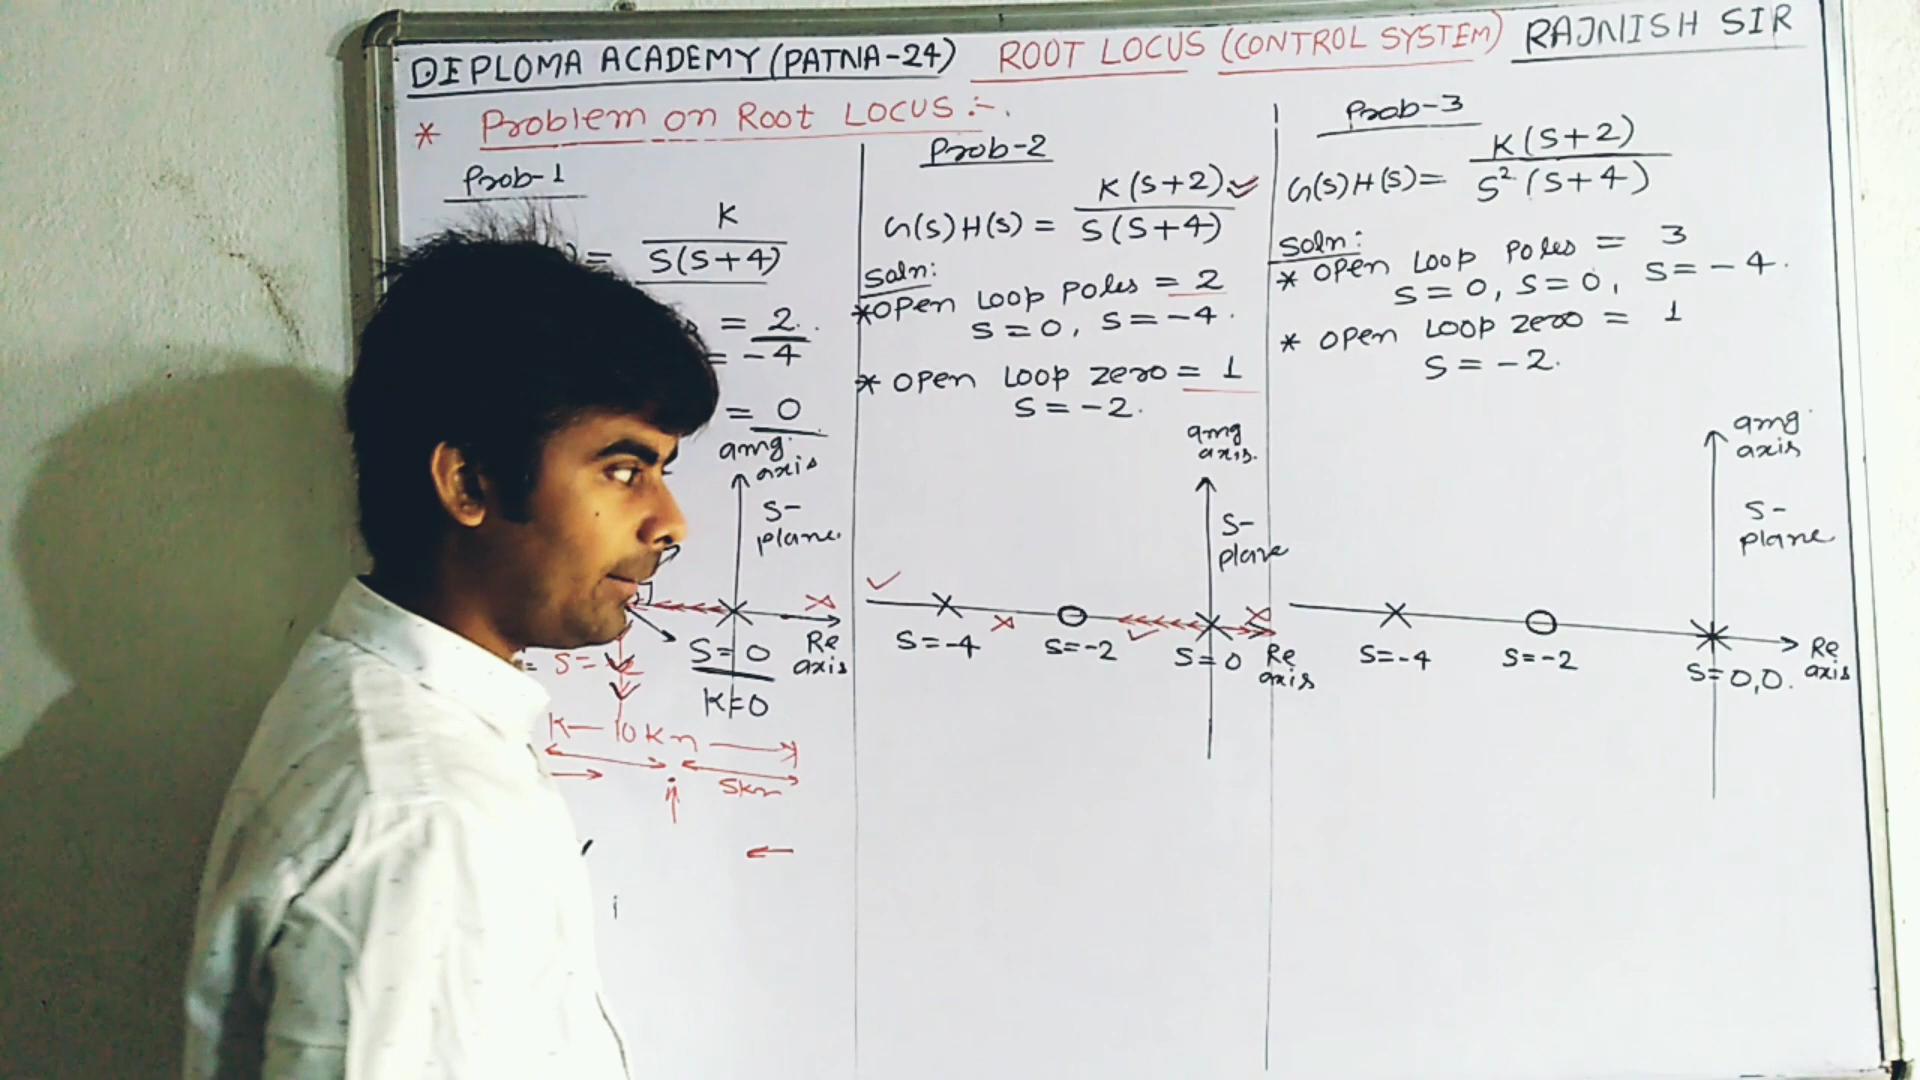 DIPLOMA ACADEMY (PATNA-24) ROOT LOCUS (CONTROL SYSTEM) RAJNISH SIR
* Problem on Root LOCUS :-.
Prob-1
= K / S(S+4)
= 2.
= -4
= 0
amg. axis
S-plane.
S=0
Re axis
K=0
S=
K-10Kn
5km
Prob-2
G(S)H(S) = K(S+2) / S(S+4)
Soln:
*OPen LOOP Poles = 2
S=0, S=-4.
* OPen LOOP zero = 1
S=-2.
amg axis.
S-plane
S=-4 S=-2 S=0 Re axis
Prob-3
G(S)H(S) = K(S+2) / S²(S+4)
Soln:
* OPen LOOP Poles = 3
S=0, S=0, S=-4.
* OPen LOOP zero = 1
S=-2.
amg. axis
S-plane
S=-4 S=-2 S=0,0. Re axis